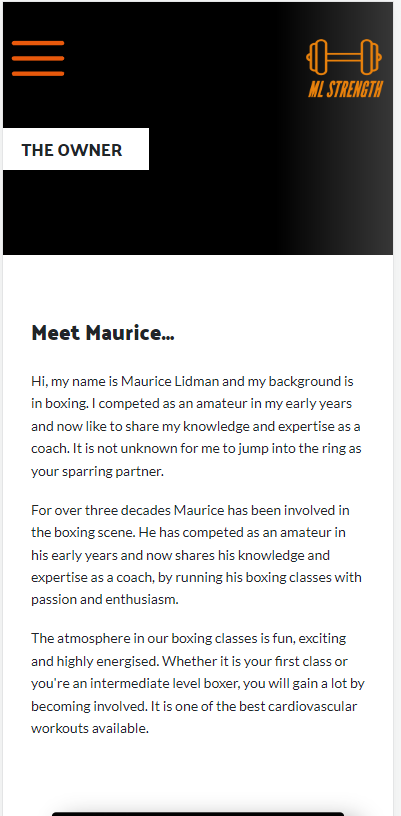 ML STRENGTH
THE OWNER
Meet Maurice...
Hi, my name is Maurice Lidman and my background is
in boxing. I competed as an amateur in my early years
and now like to share my knowledge and expertise as a
coach. It is not unknown for me to jump into the ring as
your sparring partner.
For over three decades Maurice has been involved in
the boxing scene. He has competed as an amateur in
his early years and now shares his knowledge and
expertise as a coach, by running his boxing classes with
passion and enthusiasm.
The atmosphere in our boxing classes is fun, exciting
and highly energised. Whether it is your first class or
you're an intermediate level boxer, you will gain a lot by
becoming involved. It is one of the best cardiovascular
workouts available.